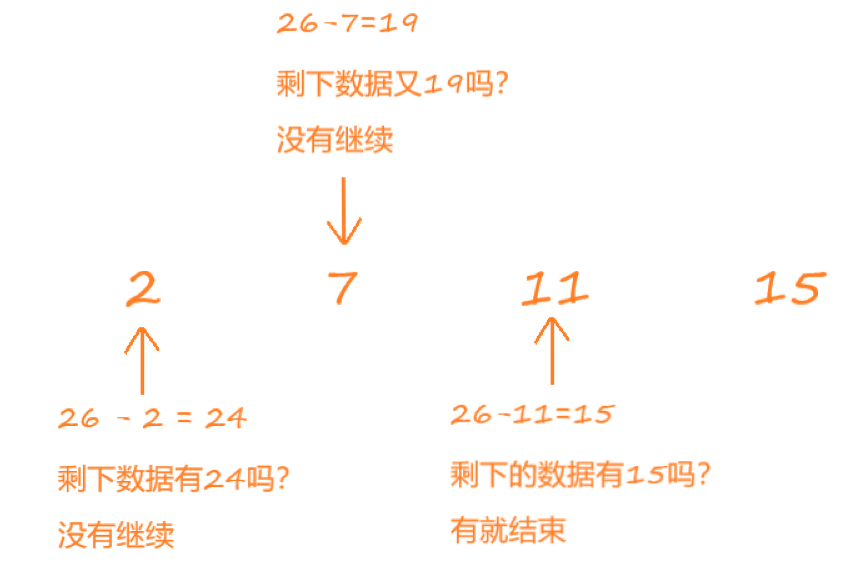 26-7=19
剩下数据又19吗?
没有继续
2 7 11 15
26 - 2 = 24
剩下数据有24吗?
没有继续
26-11=15
剩下的数据有15吗?
有就结束